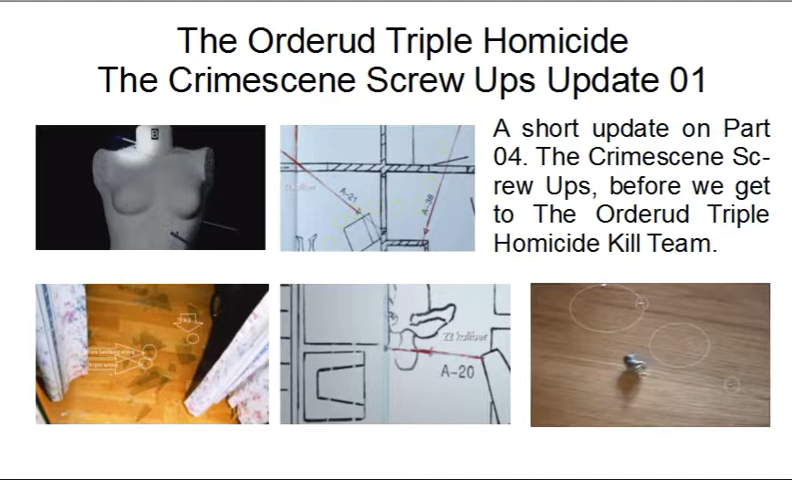 The Orderud Triple Homicide
The Crimescene Screw Ups Update 01
A short update on Part
04. The Crimescene Sc-
rew Ups, before we get
to The Orderud Triple
Homicide Kill Team.
B
A-21
A-38
22 kaliber
A-20